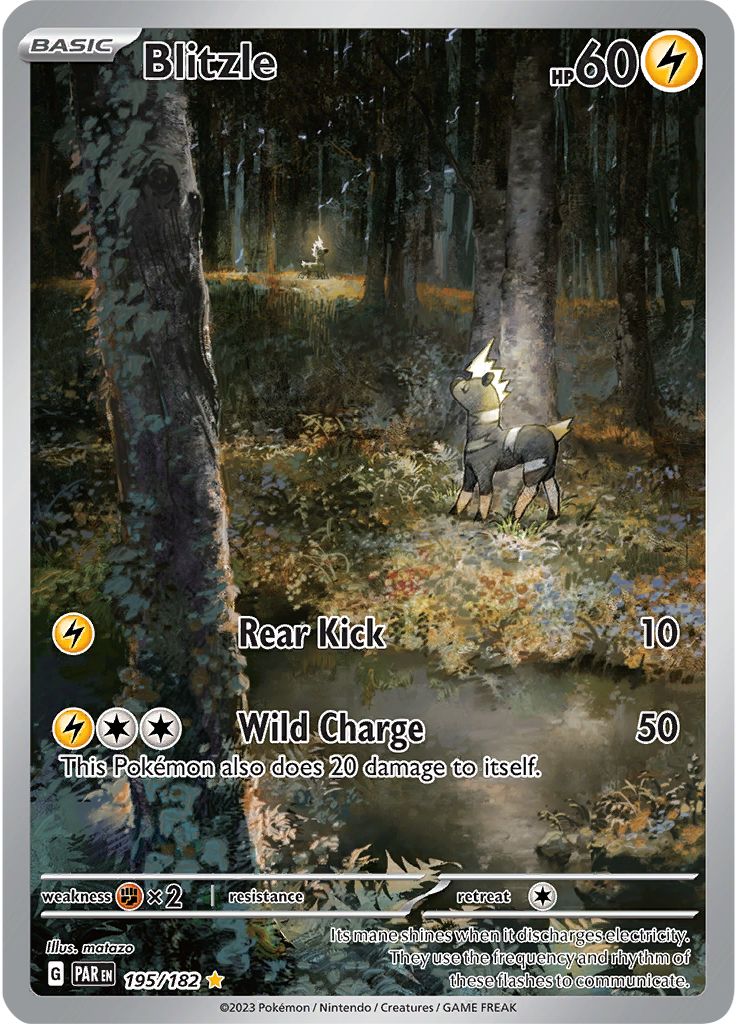 BASIC Blitzle HP60
Rear Kick 10
Wild Charge 50
This Pokémon also does 20 damage to itself.
weakness ×2 resistance retreat
Illus. matazo
Its mane shines when it discharges electricity.
They use the frequency and rhythm of
these flashes to communicate.
G PAR EN 195/182
©2023 Pokémon / Nintendo / Creatures / GAME FREAK